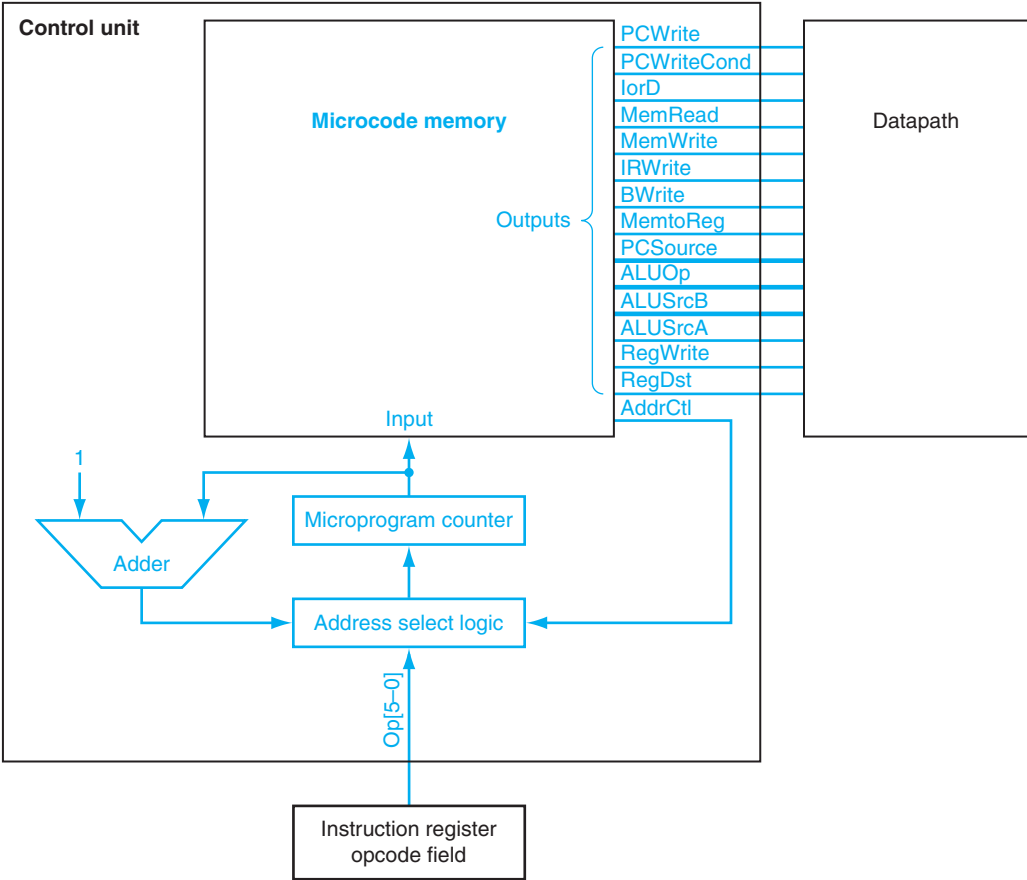 Control unit
Microcode memory
Outputs
Input
PCWrite
PCWriteCond
IorD
MemRead
MemWrite
IRWrite
BWrite
MemtoReg
PCSource
ALUOp
ALUSrcB
ALUSrcA
RegWrite
RegDst
AddrCtl
Datapath
1
Microprogram counter
Adder
Address select logic
Op[5–0]
Instruction register
opcode field